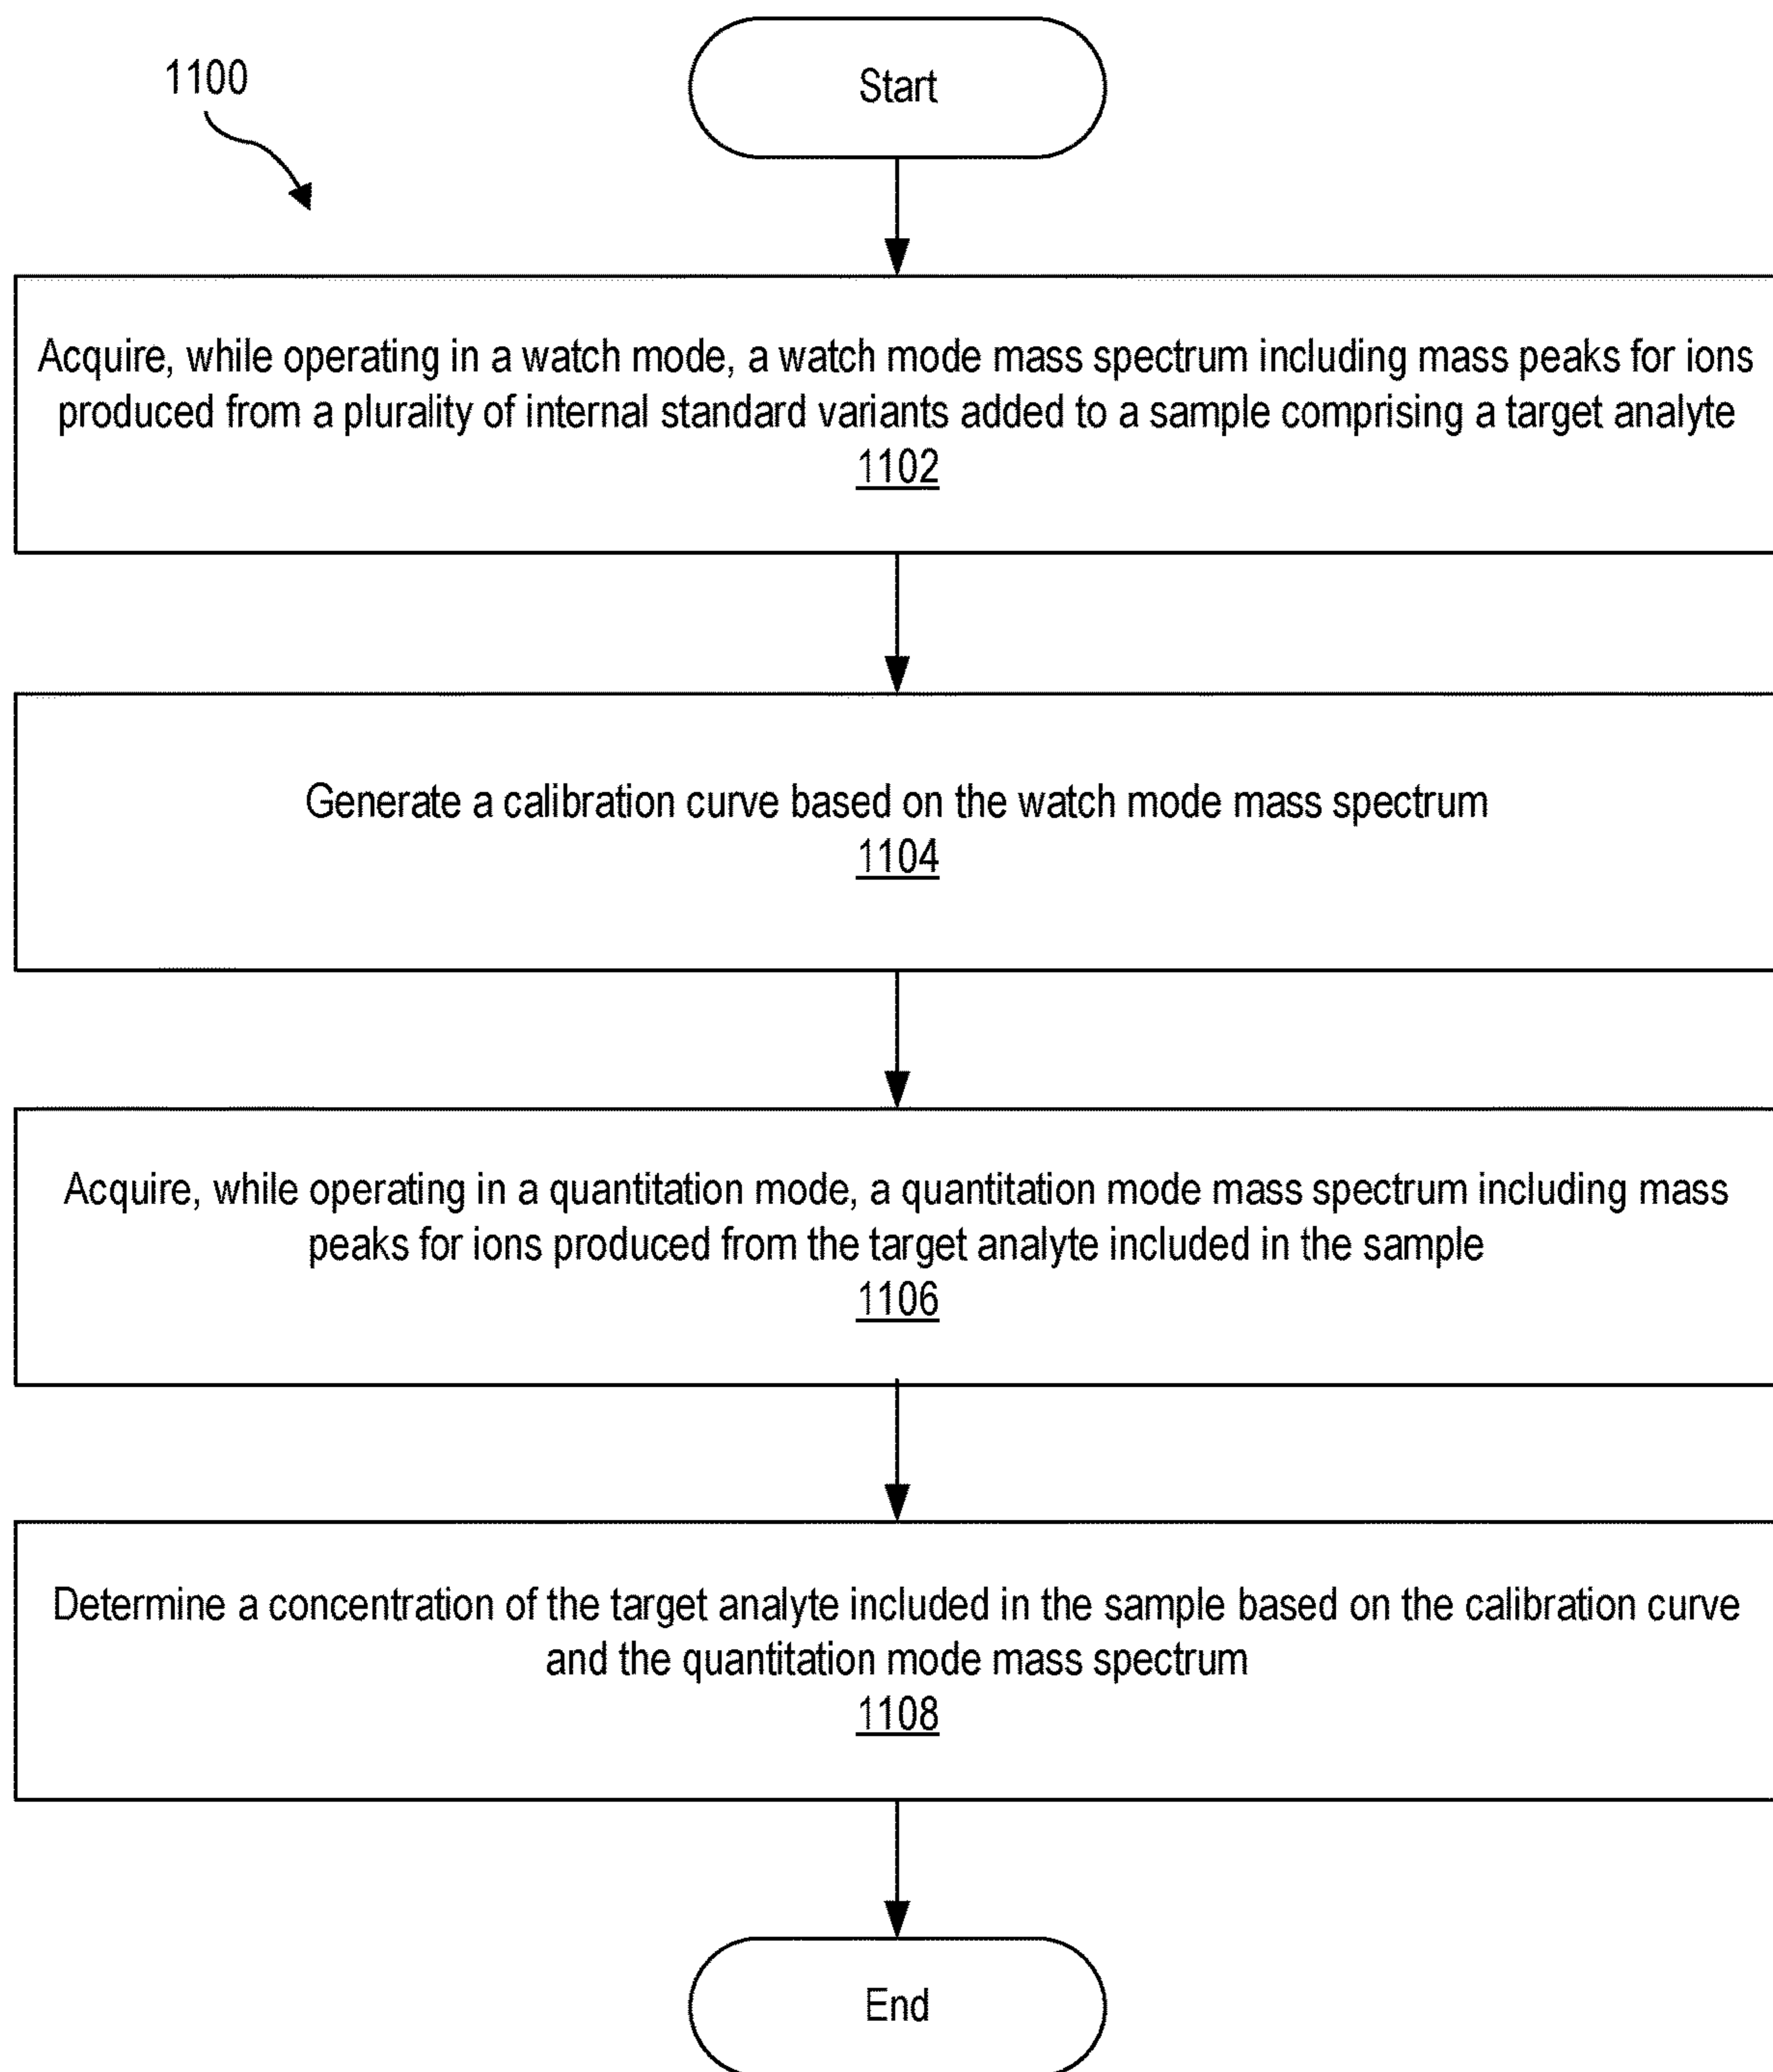 1100
Start
Acquire, while operating in a watch mode, a watch mode mass spectrum including mass peaks for ions
produced from a plurality of internal standard variants added to a sample comprising a target analyte
1102
Generate a calibration curve based on the watch mode mass spectrum
1104
Acquire, while operating in a quantitation mode, a quantitation mode mass spectrum including mass
peaks for ions produced from the target analyte included in the sample
1106
Determine a concentration of the target analyte included in the sample based on the calibration curve
and the quantitation mode mass spectrum
1108
End